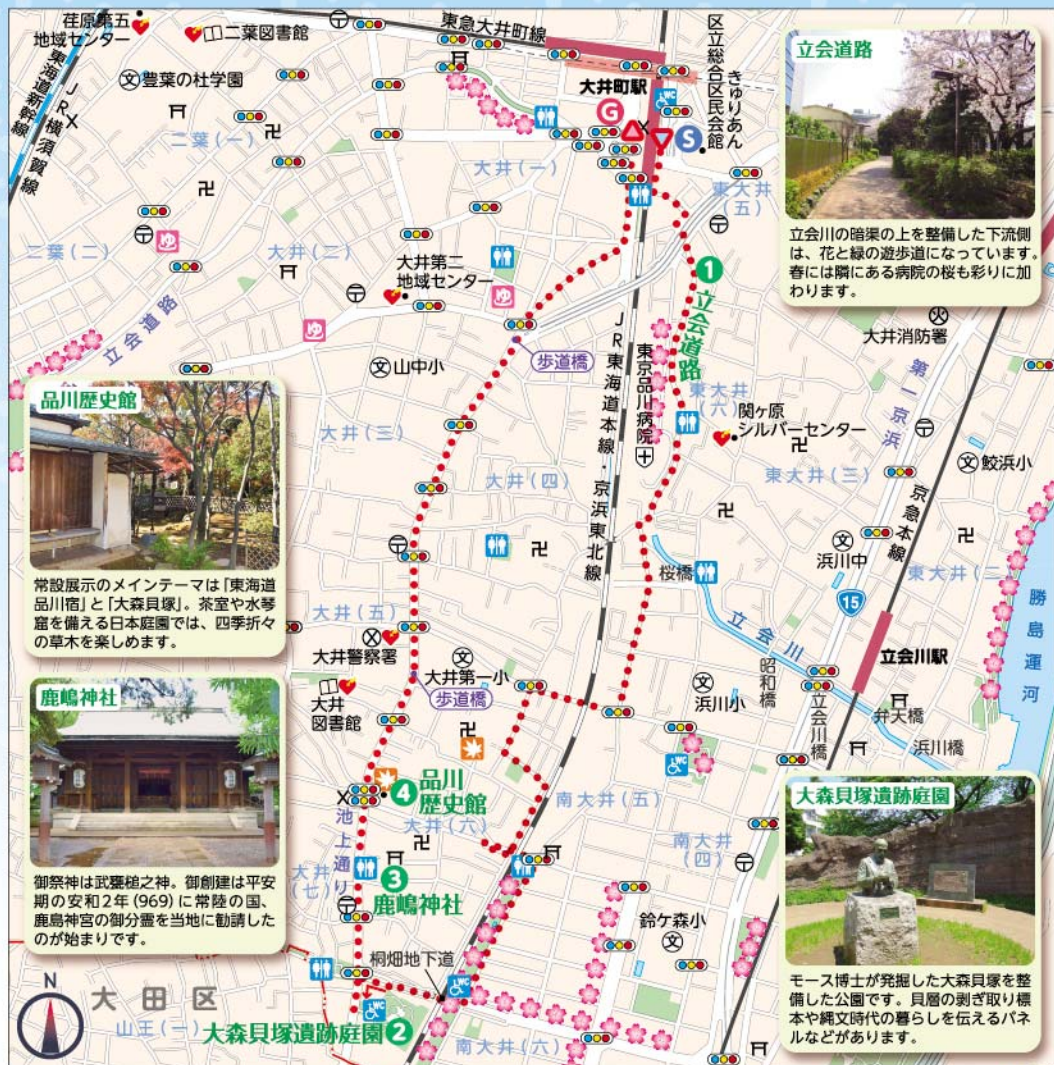 荏原第五
地域センター
二葉図書館
東急大井町線
区立総合区民会館
きゅりあん
東海道新幹線
JR横須賀線
文 豊葉の杜学園
二葉(一)
大井町駅
WC
G
S
大井(一)
東大井(五)
二葉(二)
ゆ
大井(二)
大井第二
地域センター
ゆ
ゆ
立会道路
文 山中小
歩道橋
JR東海道本線・京浜東北線
東京品川病院
1 立会道路
東大井(六)
関ヶ原
シルバーセンター
火
大井消防署
第一京浜
東大井(三)
文 鮫浜小
京急本線
大井(三)
大井(四)
文
浜川中
東大井(二)
桜橋
15
立会川
勝島運河
立会川駅
大井(五)
大井警察署
文
大井第一小
歩道橋
大井
図書館
文
浜川小
昭和橋
立会川橋
弁天橋
浜川橋
WC
4 品川
歴史館
池上通り
大井(六)
南大井(五)
大井(七)
3
鹿嶋神社
南大井(四)
鈴ケ森小
文
桐畑地下道
WC
WC
N
大田区
山王(一)
大森貝塚遺跡庭園 2
南大井(六)
立会道路
立会川の暗渠の上を整備した下流側
は、花と緑の遊歩道になっています。
春には隣にある病院の桜も彩りに加
わります。
品川歴史館
常設展示のメインテーマは「東海道
品川宿」と「大森貝塚」。茶室や水琴
窟を備える日本庭園では、四季折々
の草木を楽しめます。
鹿嶋神社
御祭神は武甕槌之神。御創建は平安
期の安和2年(969)に常陸の国、
鹿島神宮の御分霊を当地に勧請した
のが始まりです。
大森貝塚遺跡庭園
モース博士が発掘した大森貝塚を整
備した公園です。貝層の剥ぎ取り標
本や縄文時代の暮らしを伝えるパネ
ルなどがあります。